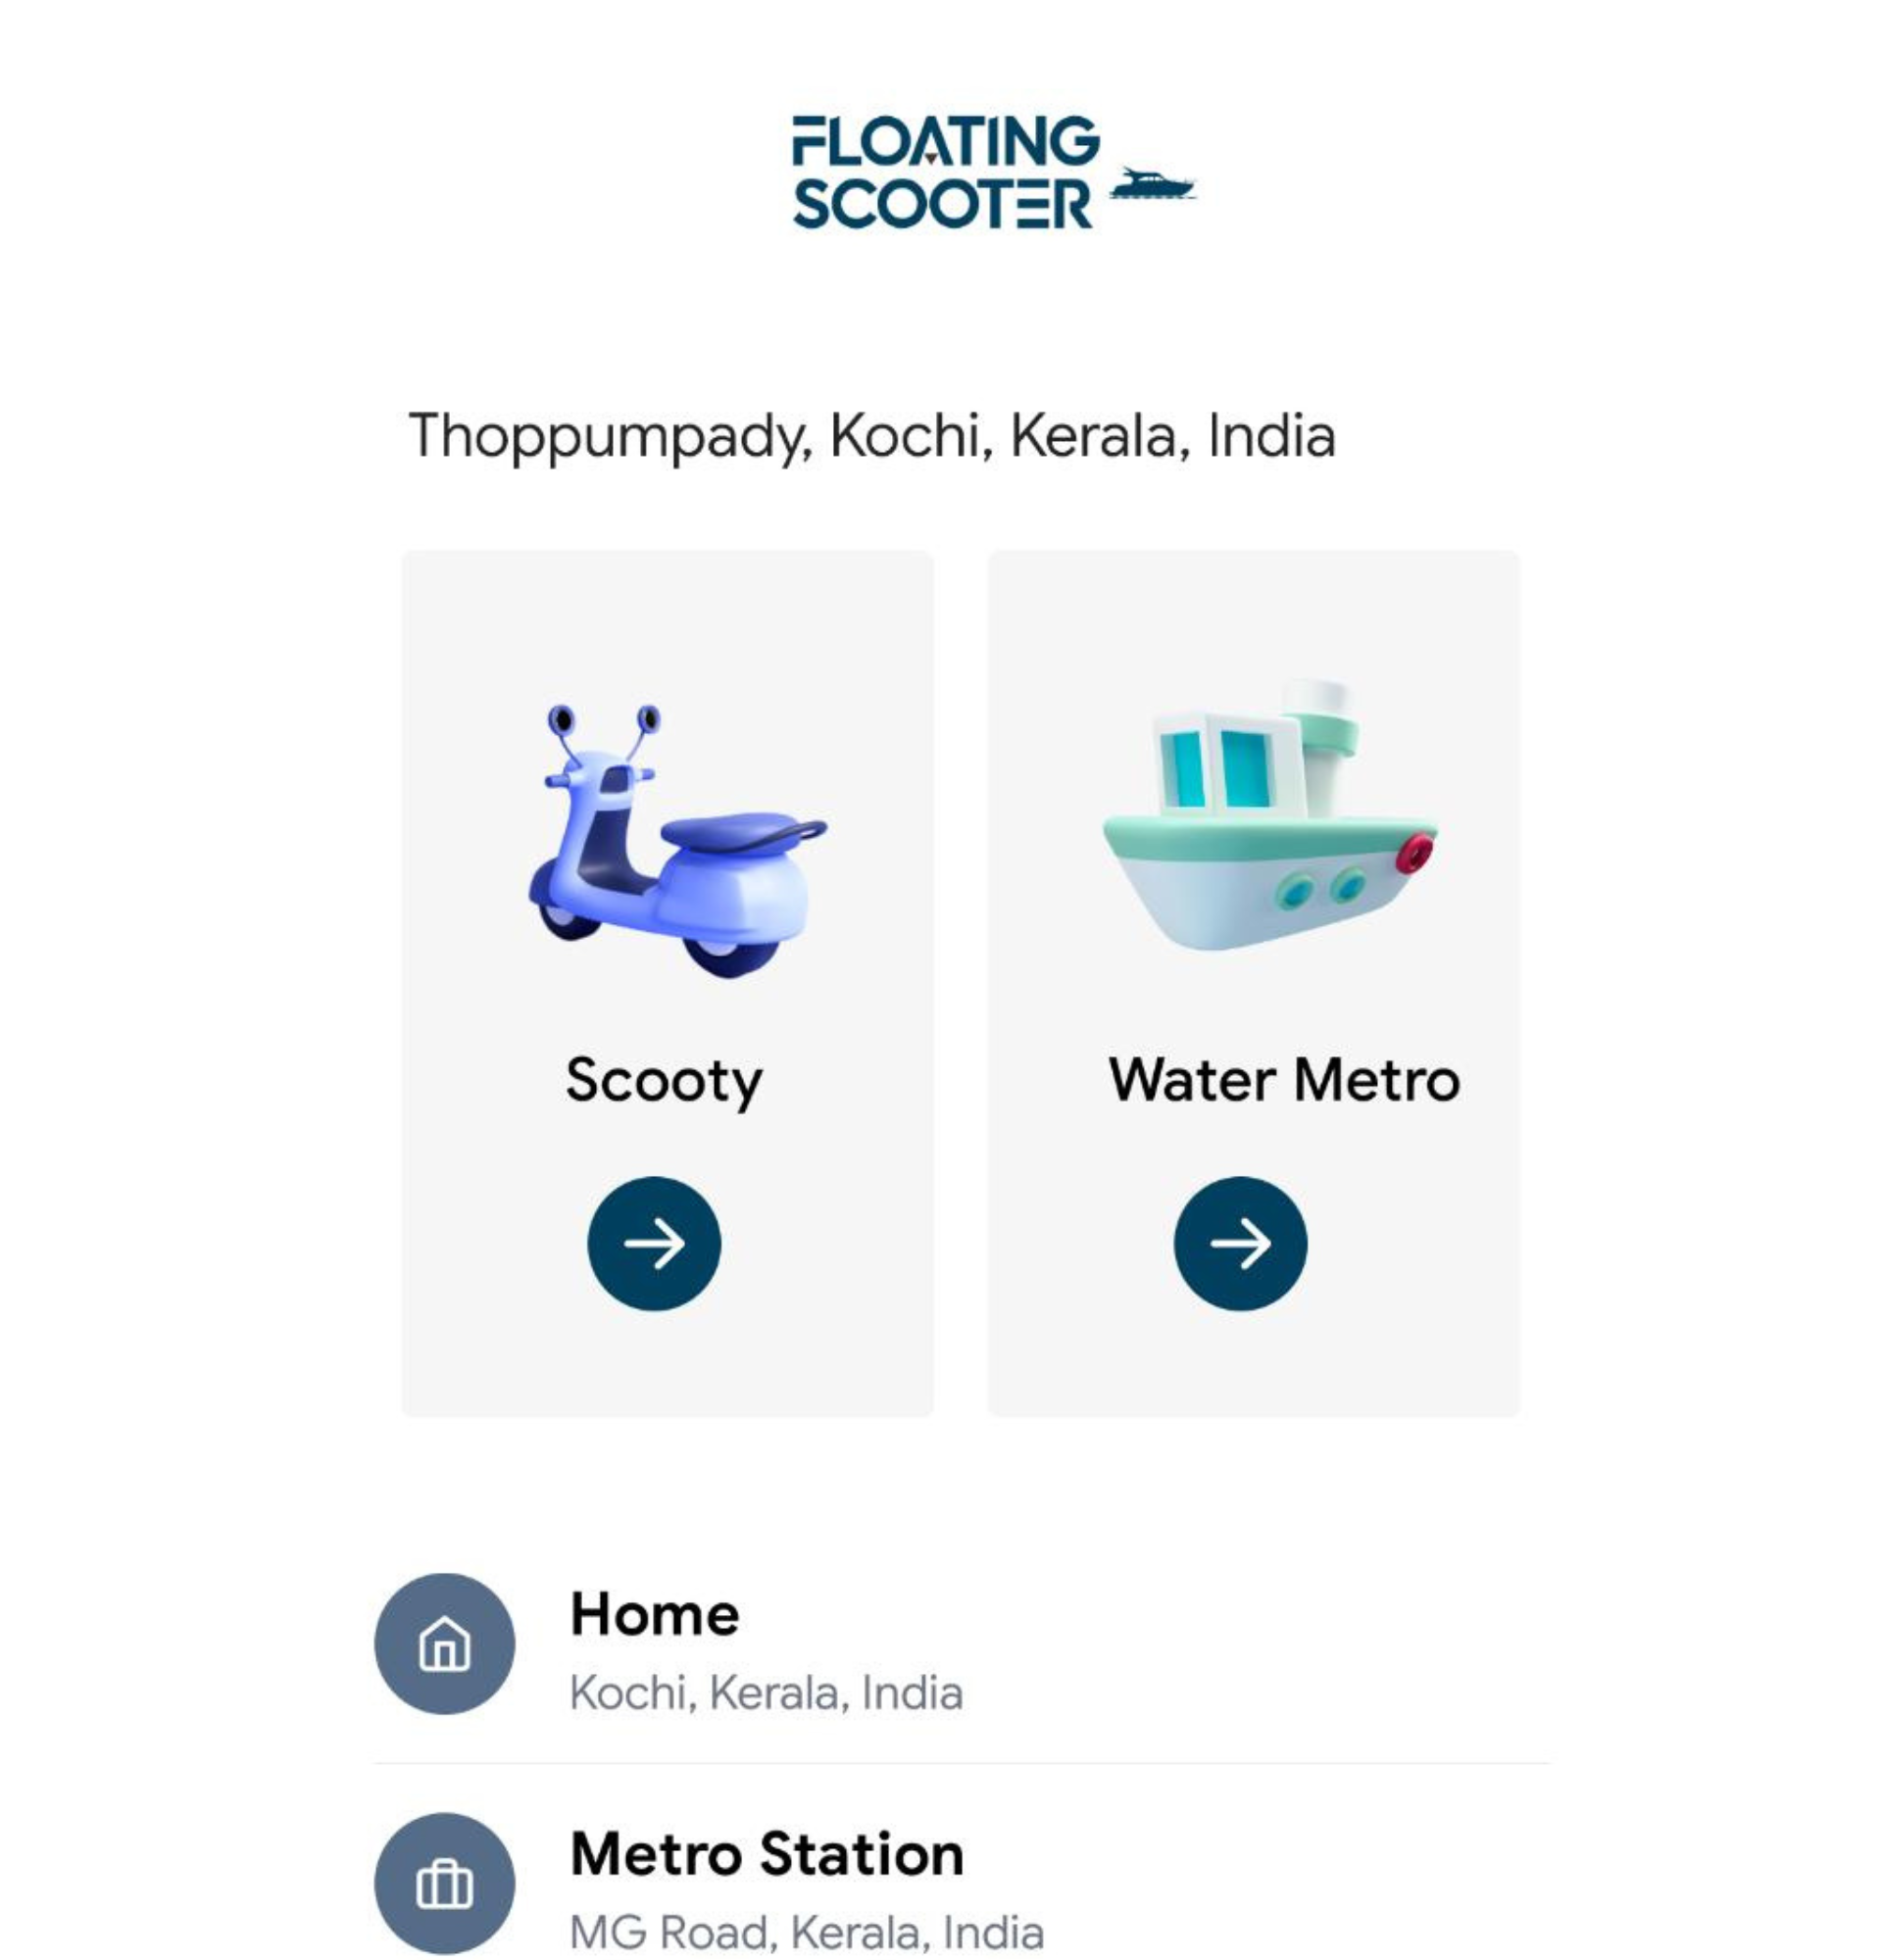 FLOATING
SCOOTER
Thoppumpady, Kochi, Kerala, India
Scooty
Water Metro
Home
Kochi, Kerala, India
Metro Station
MG Road, Kerala, India